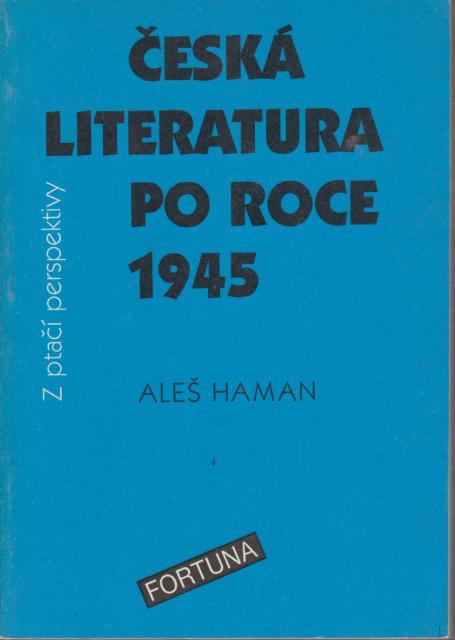 ČESKÁ
LITERATURA
PO ROCE
1945
Z ptačí perspektivy
ALEŠ HAMAN
FORTUNA